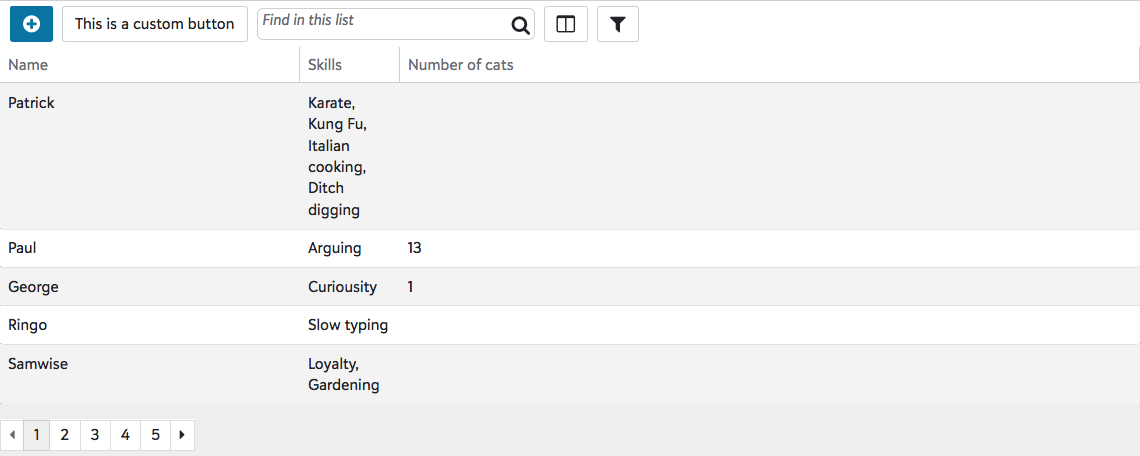 This is a custom button
Find in this list
Name Skills Number of cats
Patrick Karate,
Kung Fu,
Italian
cooking,
Ditch
digging
Paul Arguing 13
George Curiousity 1
Ringo Slow typing
Samwise Loyalty,
Gardening
1 2 3 4 5